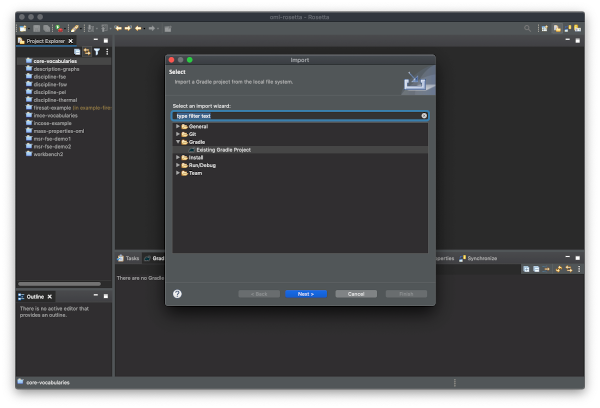 oml-rosetta - Rosetta
Project Explorer
core-vocabularies
description-graphs
discipline-fse
discipline-fsw
discipline-pel
discipline-thermal
firesat-example (in example-fire
imce-vocabularies
incose-example
mass-properties-oml
msr-fse-demo1
msr-fse-demo2
workbench3
Import
Select
Import a Gradle project from the local file system.
Select an import wizard:
type filter text
General
Git
Gradle
Existing Gradle Project
Install
Run/Debug
Team
< Back
Next >
Cancel
Finish
Tasks
Grad
operties
Synchronize
There are no Gradle
Outline
There is no active editor that
provides an outline.
core-vocabularies